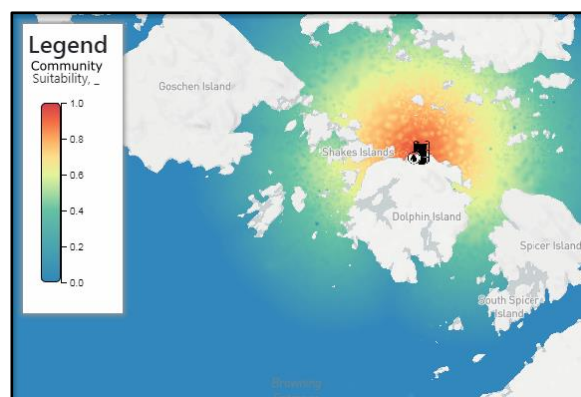 Legend
Community
Suitability, _
1.0
0.8
0.6
0.4
0.2
0.0
Goschen Island
Shakes Islands
Dolphin Island
Spicer Island
South Spicer
Island
Browning